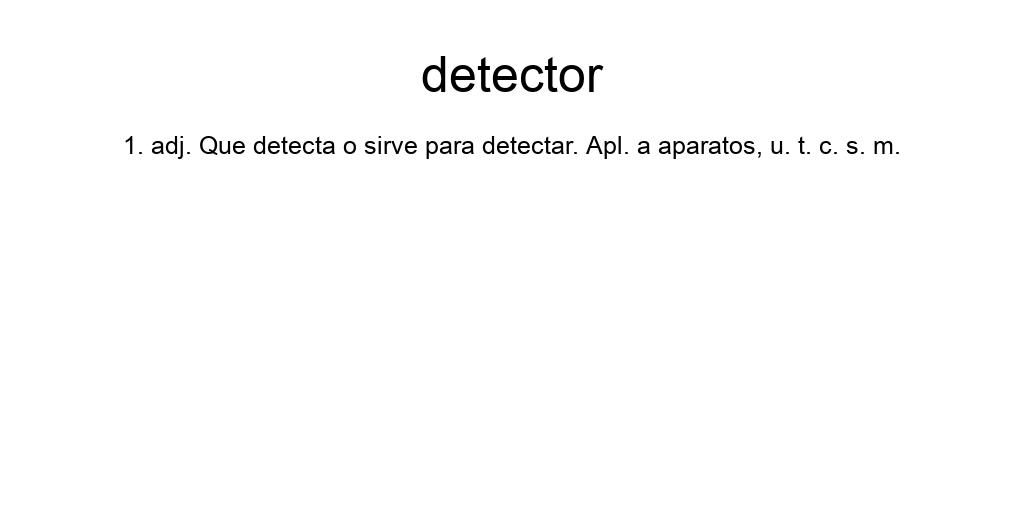 detector
1. adj. Que detecta o sirve para detectar. Apl. a aparatos, u. t. c. s. m.